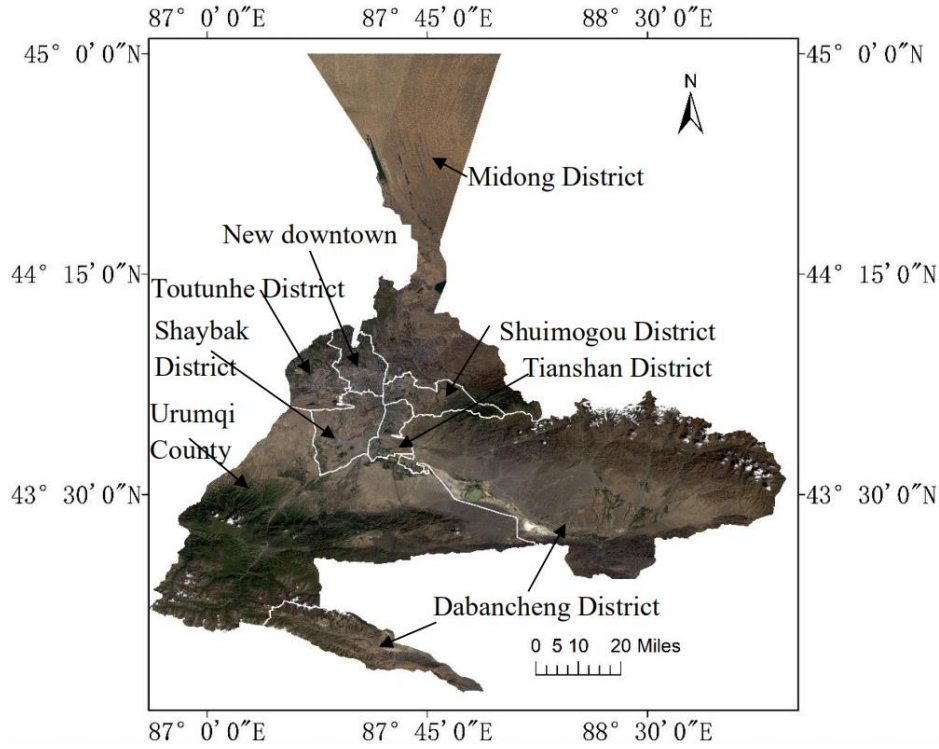 87° 0′0″E
87° 45′0″E
88° 30′0″E
45° 0′0″N
45° 0′0″N
N
Midong District
New downtown
44° 15′0″N
44° 15′0″N
Toutunhe District
Shaybak
District
Shuimogou District
Tianshan District
Urumqi
County
43° 30′0″N
43° 30′0″N
Dabancheng District
0 5 10 20 Miles
87° 0′0″E
87° 45′0″E
88° 30′0″E